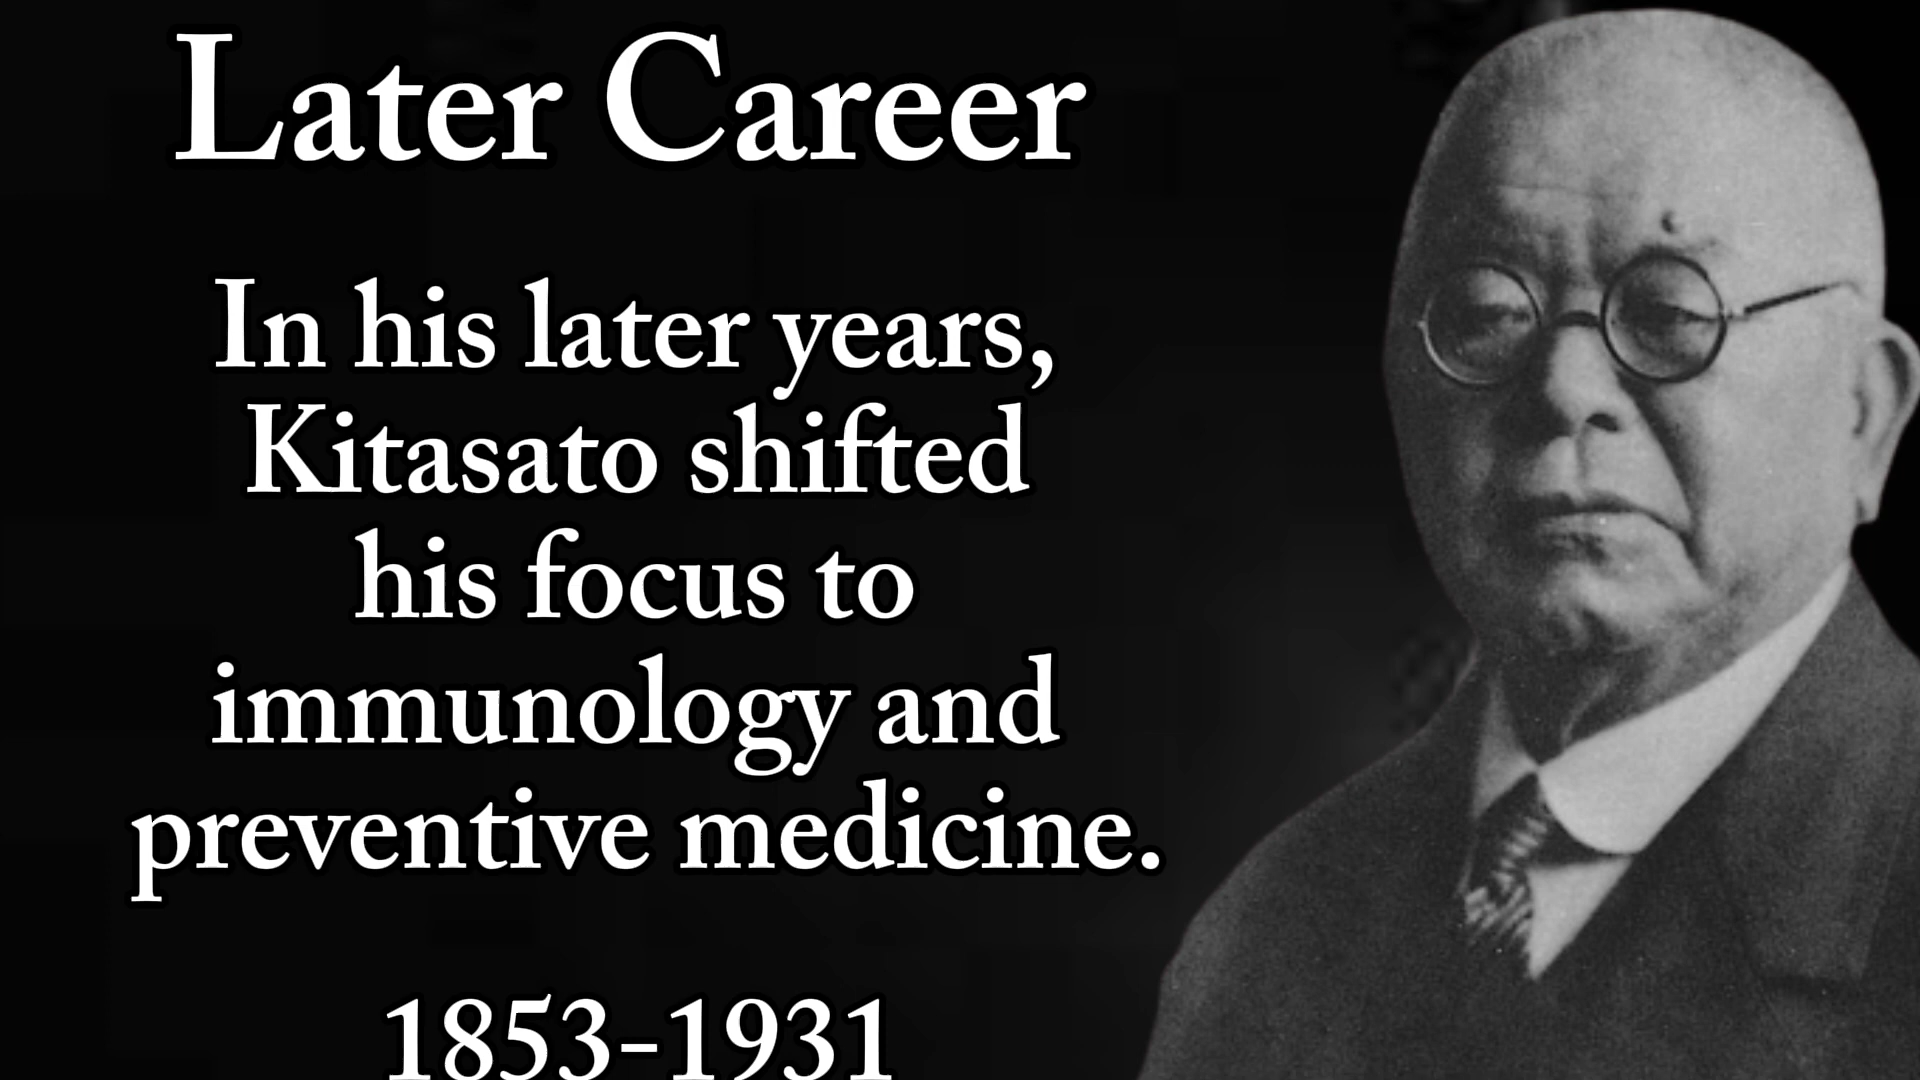 Later Career
In his later years,
Kitasato shifted
his focus to
immunology and
preventive medicine.
1853-1931